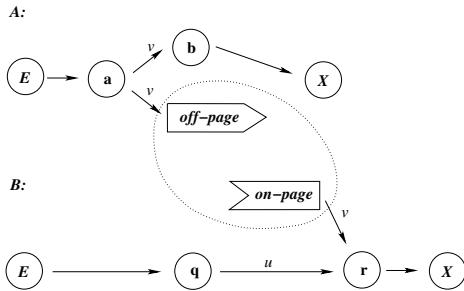 A:
v b
E a X
v
off-page
B: on-page
v
E q u r X